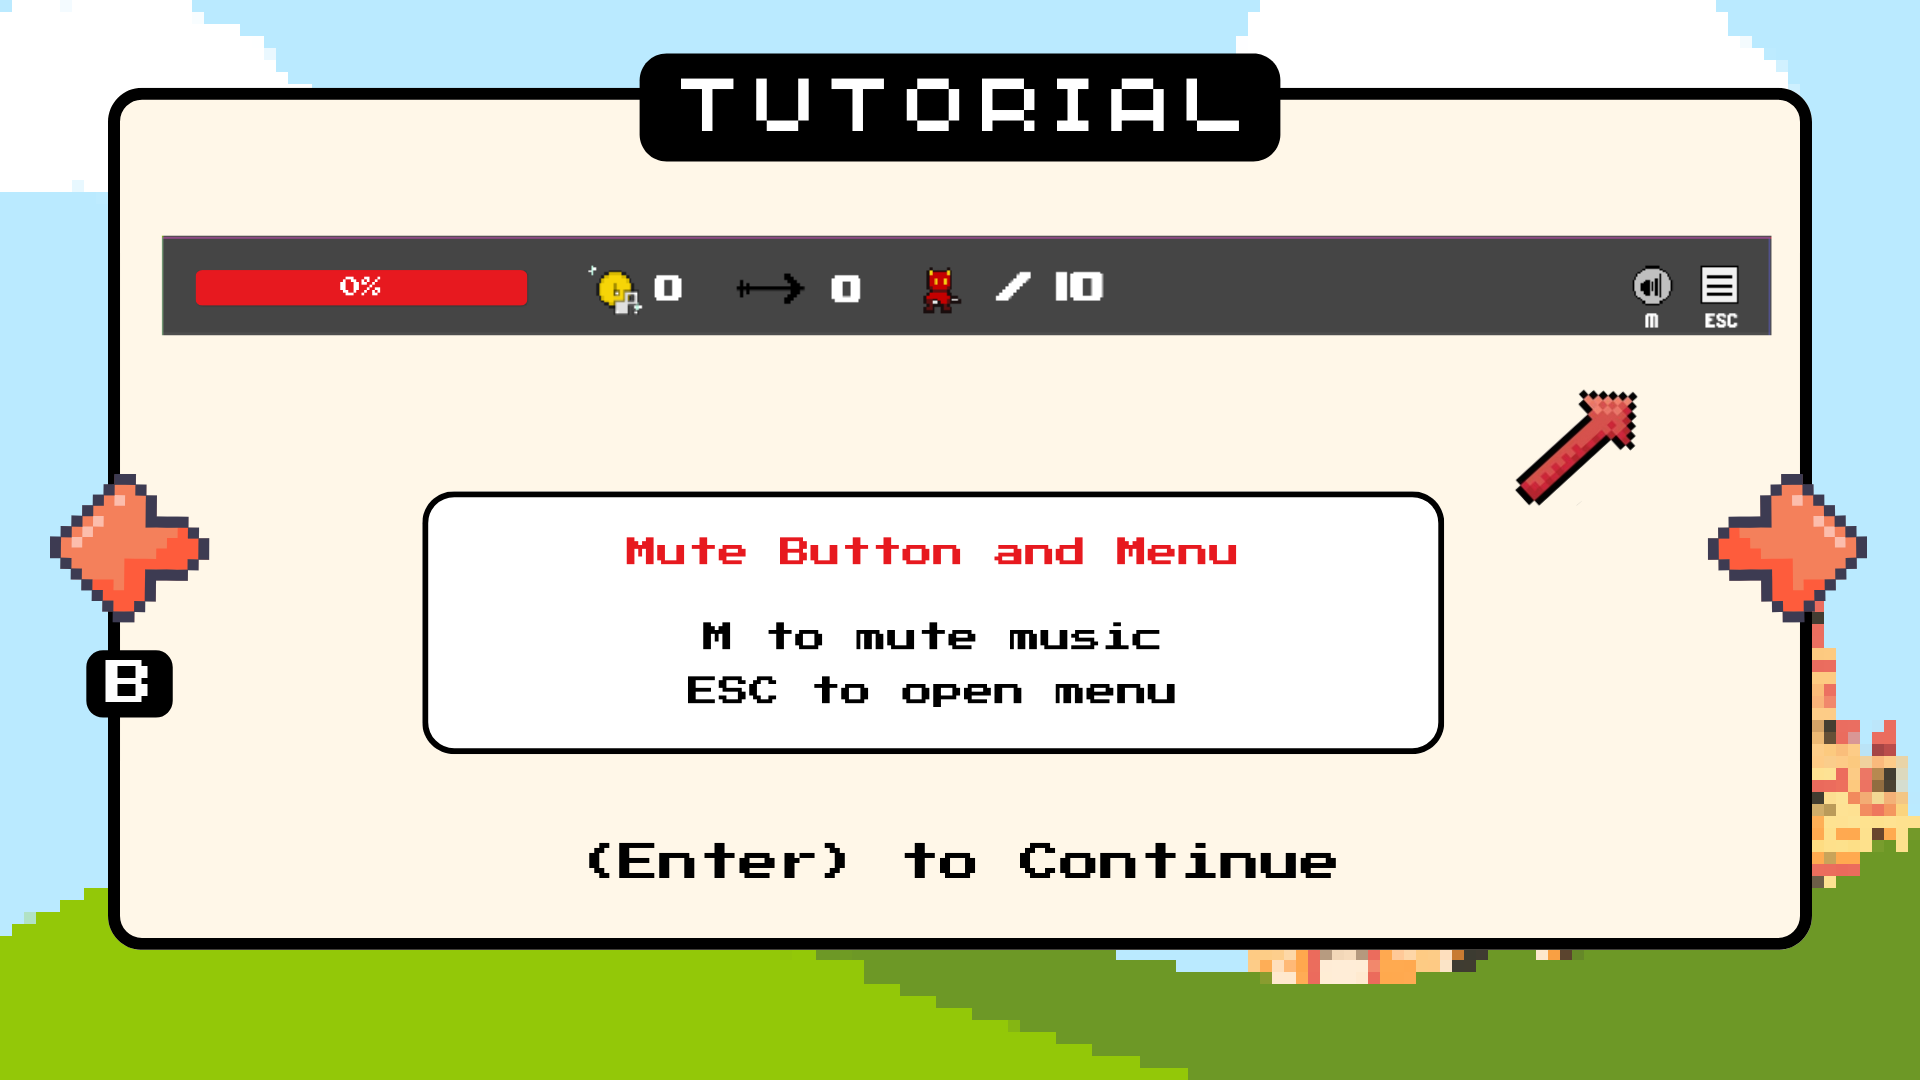 TUTORIAL
0% 0 0 / 10
M ESC
Mute Button and Menu
M to mute music
ESC to open menu
B
(Enter) to Continue